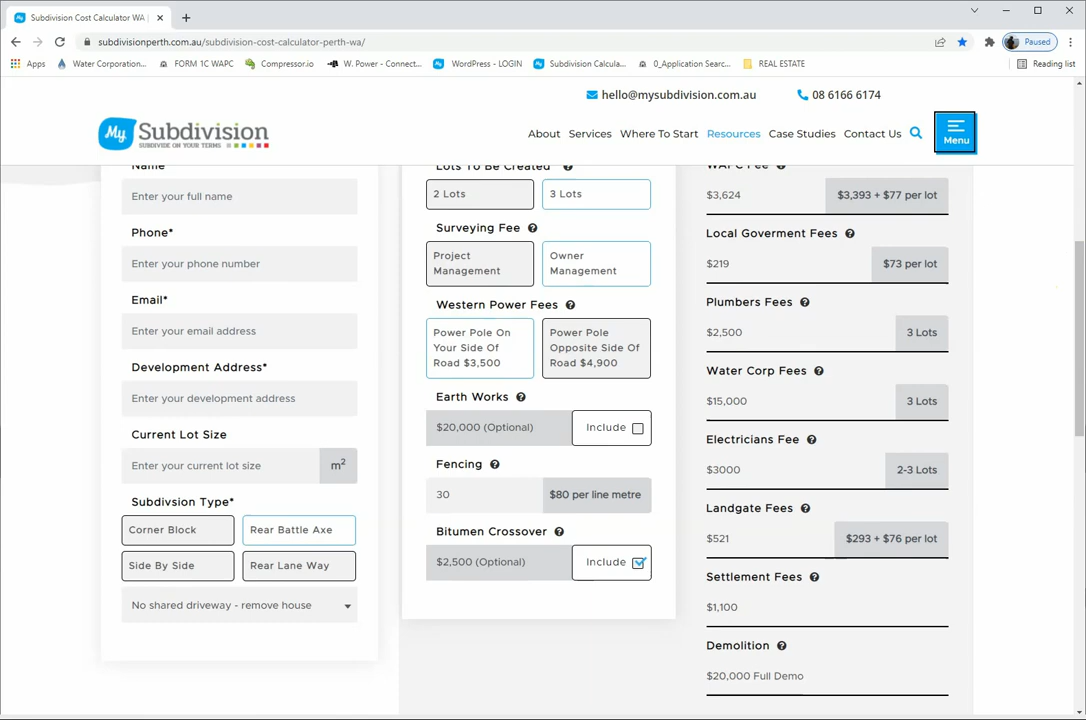 Subdivision Cost Calculator WA |
subdivisionperth.com.au/subdivision-cost-calculator-perth-wa/
Paused
Apps
Water Corporation...
FORM 1C WAPC
Compressor.io
W. Power - Connect...
WordPress - LOGIN
Subdivision Calcula...
0_Application Searc...
REAL ESTATE
Reading list
hello@mysubdivision.com.au
08 6166 6174
My Subdivision
SUBDIVIDE ON YOUR TERMS
About
Services
Where To Start
Resources
Case Studies
Contact Us
Menu
Name
Enter your full name
Phone*
Enter your phone number
Email*
Enter your email address
Development Address*
Enter your development address
Current Lot Size
Enter your current lot size
m²
Subdivsion Type*
Corner Block
Rear Battle Axe
Side By Side
Rear Lane Way
No shared driveway - remove house
Lots To Be Created
2 Lots
3 Lots
Surveying Fee
Project
Management
Owner
Management
Western Power Fees
Power Pole On
Your Side Of
Road $3,500
Power Pole
Opposite Side Of
Road $4,900
Earth Works
$20,000 (Optional)
Include
Fencing
30
$80 per line metre
Bitumen Crossover
$2,500 (Optional)
Include
WAPC Fee
$3,624
$3,393 + $77 per lot
Local Goverment Fees
$219
$73 per lot
Plumbers Fees
$2,500
3 Lots
Water Corp Fees
$15,000
3 Lots
Electricians Fee
$3000
2-3 Lots
Landgate Fees
$521
$293 + $76 per lot
Settlement Fees
$1,100
Demolition
$20,000 Full Demo